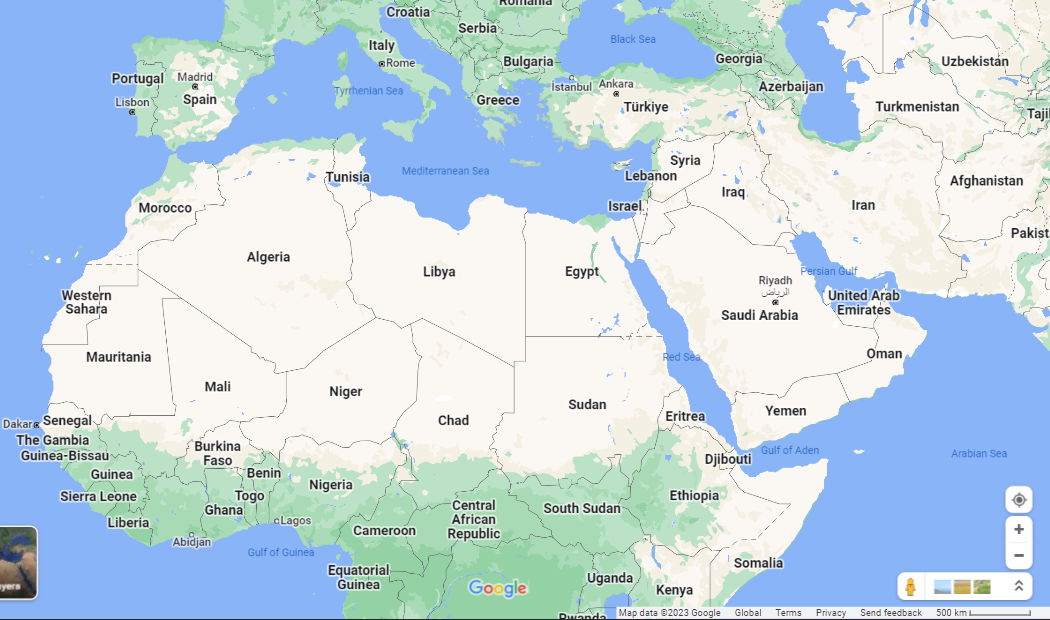 Croatia
Romania
Serbia
Black Sea
Italy
Rome
Bulgaria
Georgia
Uzbekistan
Portugal
Madrid
Spain
Lisbon
Tyrrhenian Sea
Greece
İstanbul
Ankara
Türkiye
Azerbaijan
Turkmenistan
Taji
Tunisia
Mediterranean Sea
Syria
Lebanon
Iraq
Iran
Afghanistan
Morocco
Israel
Pakist
Algeria
Libya
Egypt
Riyadh
الرياض
Saudi Arabia
Persian Gulf
United Arab
Emirates
Western
Sahara
Mauritania
Mali
Niger
Chad
Sudan
Red Sea
Oman
Yemen
Eritrea
Dakar
Senegal
The Gambia
Guinea-Bissau
Burkina
Faso
Gulf of Aden
Djibouti
Arabian Sea
Guinea
Benin
Nigeria
Sierra Leone
Togo
Ghana
Liberia
Lagos
Abidjan
Cameroon
Central
African
Republic
South Sudan
Ethiopia
Gulf of Guinea
Equatorial
Guinea
Somalia
Uganda
Kenya
Rwanda
yers
Google
Map data ©2023 Google Global Terms Privacy Send feedback 500 km